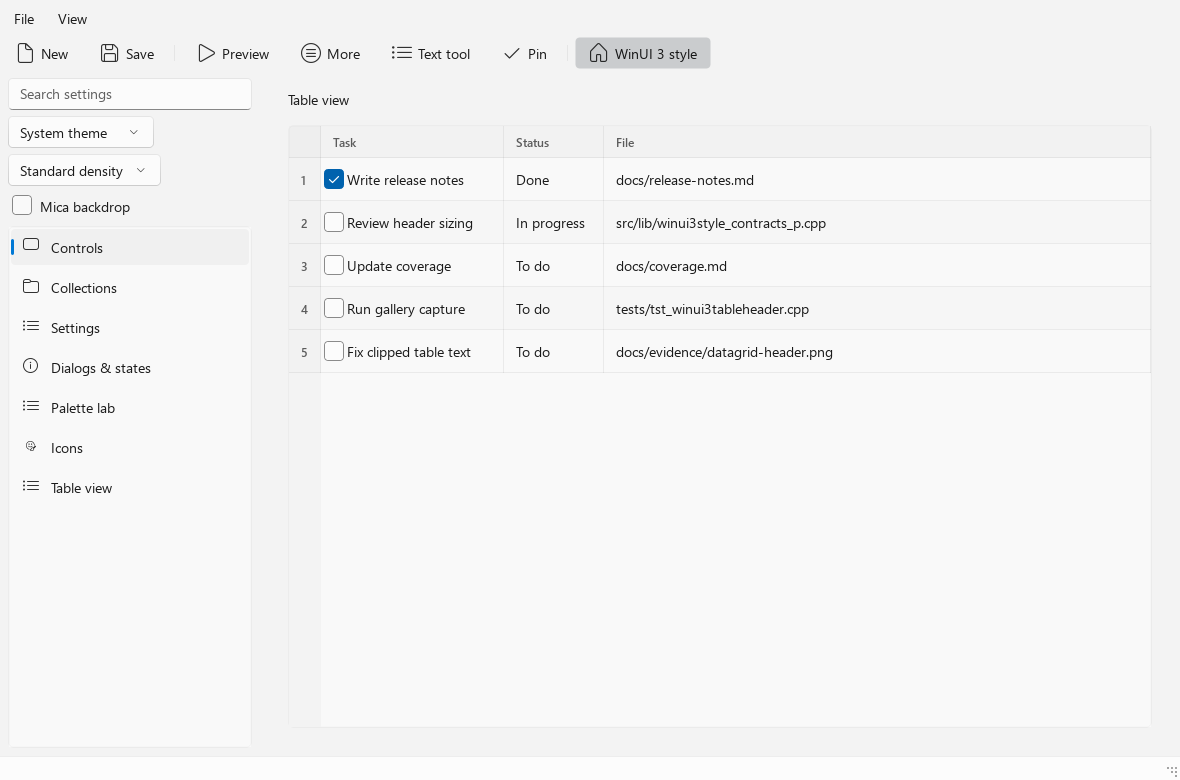 File View
New Save Preview More Text tool Pin WinUI 3 style
Search settings
System theme
Standard density
Mica backdrop
Controls
Collections
Settings
Dialogs & states
Palette lab
Icons
Table view
Table view
Task Status File
1 Write release notes Done docs/release-notes.md
2 Review header sizing In progress src/lib/winui3style_contracts_p.cpp
3 Update coverage To do docs/coverage.md
4 Run gallery capture To do tests/tst_winui3tableheader.cpp
5 Fix clipped table text To do docs/evidence/datagrid-header.png